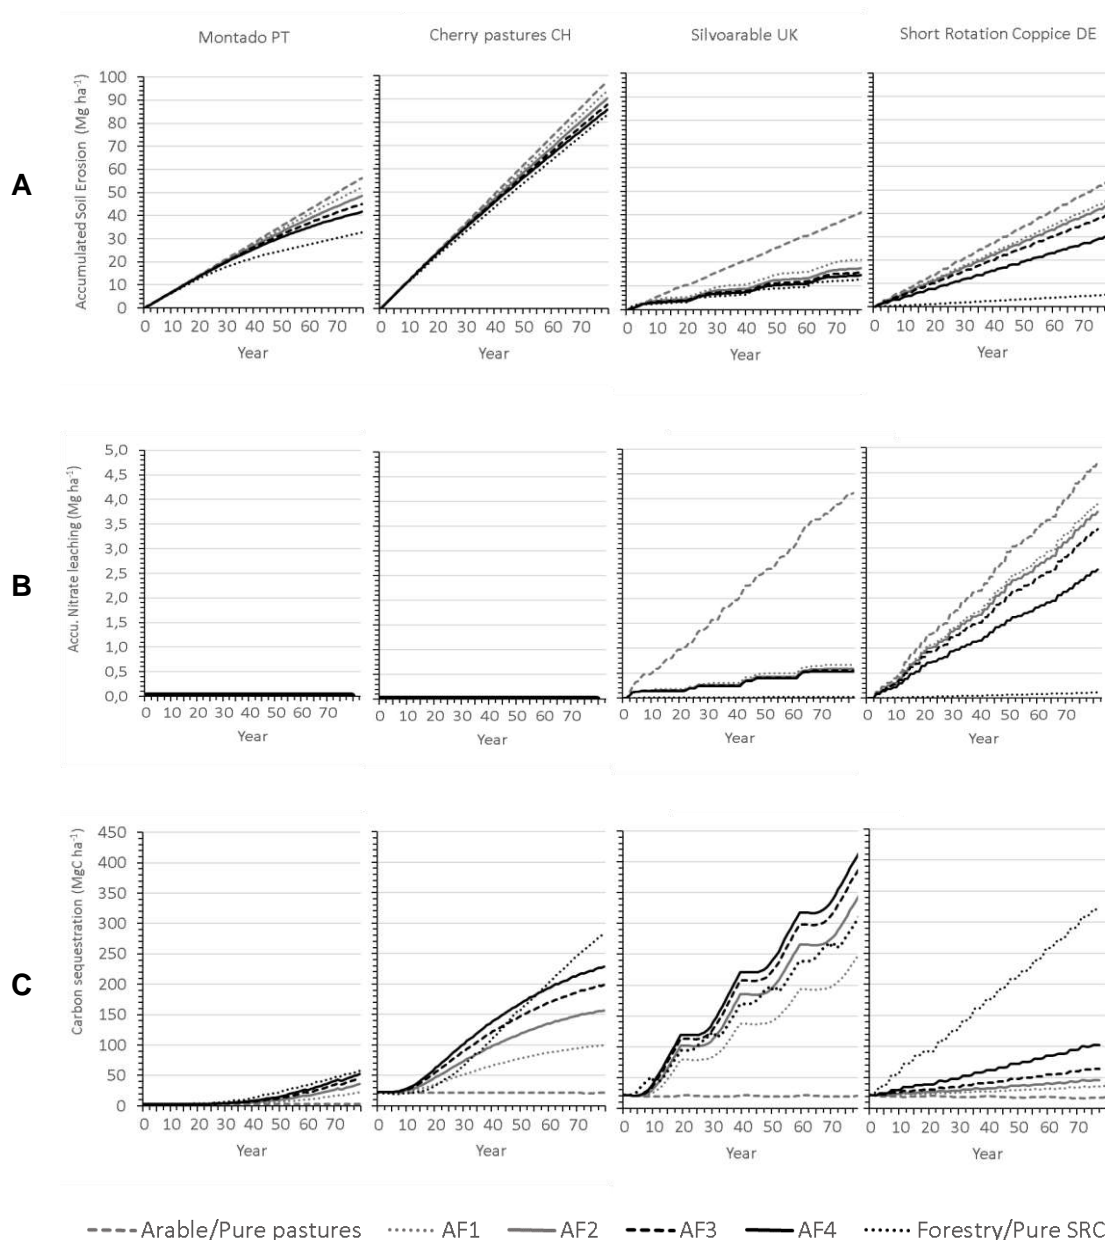 Montado PT Cherry pastures CH Silvoarable UK Short Rotation Coppice DE
A
Accumulated Soil Erosion (Mg ha⁻¹)
100
90
80
70
60
50
40
30
20
10
0
0 10 20 30 40 50 60 70 0 10 20 30 40 50 60 70 0 10 20 30 40 50 60 70 0 10 20 30 40 50 60 70
Year Year Year Year
B
Accu. Nitrate leaching (Mg ha⁻¹)
5,0
4,5
4,0
3,5
3,0
2,5
2,0
1,5
1,0
0,5
0,0
0 10 20 30 40 50 60 70 0 10 20 30 40 50 60 70 0 10 20 30 40 50 60 70 0 10 20 30 40 50 60 70
Year Year Year Year
C
Carbon sequestration (MgC ha⁻¹)
450
400
350
300
250
200
150
100
50
0
0 10 20 30 40 50 60 70 0 10 20 30 40 50 60 70 0 10 20 30 40 50 60 70 0 10 20 30 40 50 60 70
Year Year Year Year
Arable/Pure pastures AF1 AF2 AF3 AF4 Forestry/Pure SRC